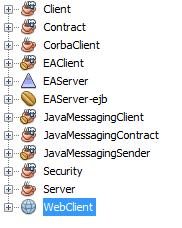 Client
Contract
CorbaClient
EAClient
EAServer
EAServer-ejb
JavaMessagingClient
JavaMessagingContract
JavaMessagingSender
Security
Server
WebClient